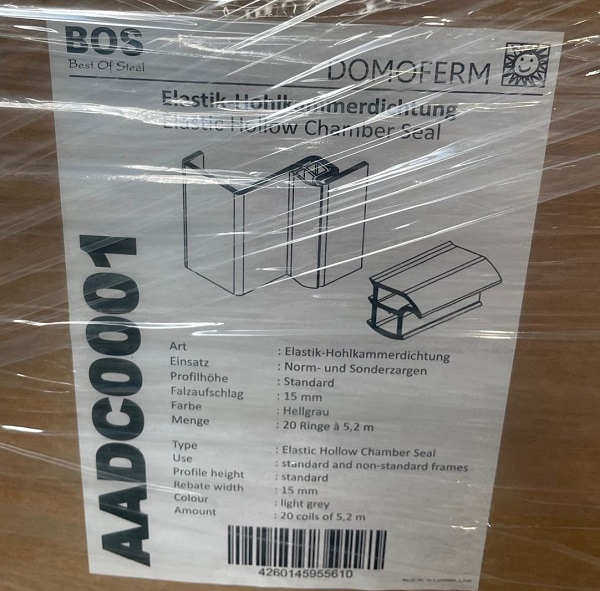 BOS
Best Of Steel
DOMOFERM
Elastik-Hohlkammerdichtung
Elastic Hollow Chamber Seal
AADC0001
Art : Elastik-Hohlkammerdichtung
Einsatz : Norm- und Sonderzargen
Profilhöhe : Standard
Falzaufschlag : 15 mm
Farbe : Hellgrau
Menge : 20 Ringe à 5,2 m
Type : Elastic Hollow Chamber Seal
Use : standard and non-standard frames
Profile height : standard
Rebate width : 15 mm
Colour : light grey
Amount : 20 coils of 5,2 m
4260145955610